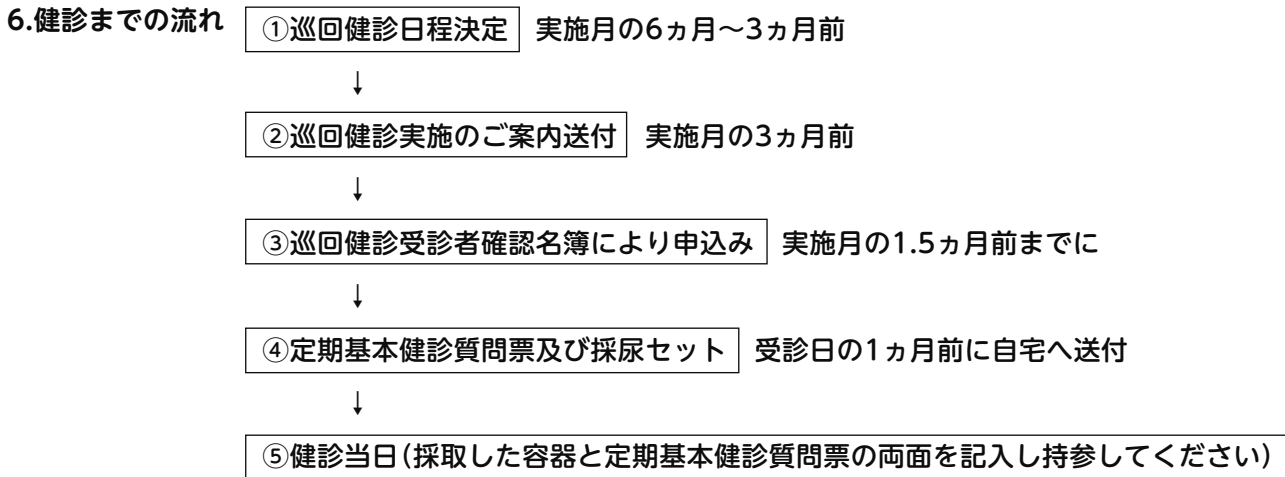 6.健診までの流れ ①巡回健診日程決定 実施月の6ヵ月～3ヵ月前
↓
②巡回健診実施のご案内送付 実施月の3ヵ月前
↓
③巡回健診受診者確認名簿により申込み 実施月の1.5ヵ月前までに
↓
④定期基本健診質問票及び採尿セット 受診日の1ヵ月前に自宅へ送付
↓
⑤健診当日(採取した容器と定期基本健診質問票の両面を記入し持参してください)